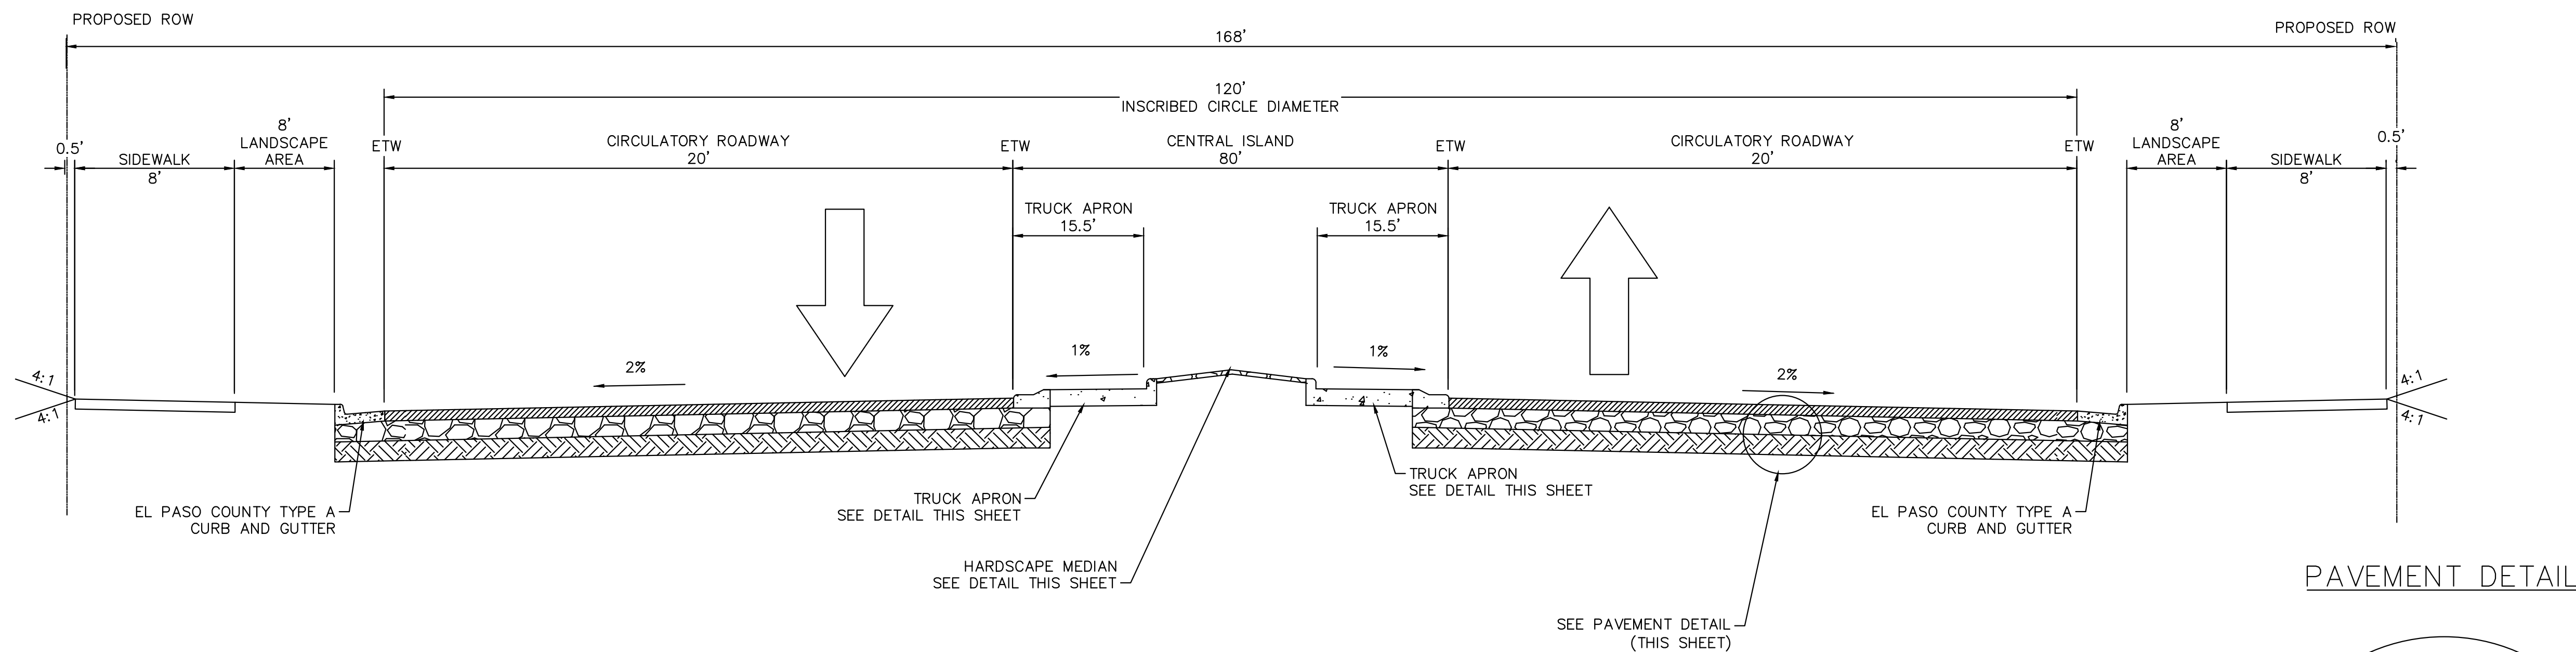 PROPOSED ROW
PROPOSED ROW
168'
120'
INSCRIBED CIRCLE DIAMETER
0.5'
SIDEWALK
8'
8'
LANDSCAPE
AREA
ETW
CIRCULATORY ROADWAY
20'
ETW
CENTRAL ISLAND
80'
ETW
CIRCULATORY ROADWAY
20'
ETW
8'
LANDSCAPE
AREA
SIDEWALK
8'
0.5'
TRUCK APRON
15.5'
TRUCK APRON
15.5'
4:1
4:1
2%
1%
1%
2%
4:1
4:1
EL PASO COUNTY TYPE A
CURB AND GUTTER
TRUCK APRON
SEE DETAIL THIS SHEET
HARDSCAPE MEDIAN
SEE DETAIL THIS SHEET
TRUCK APRON
SEE DETAIL THIS SHEET
SEE PAVEMENT DETAIL
(THIS SHEET)
EL PASO COUNTY TYPE A
CURB AND GUTTER
PAVEMENT DETAIL